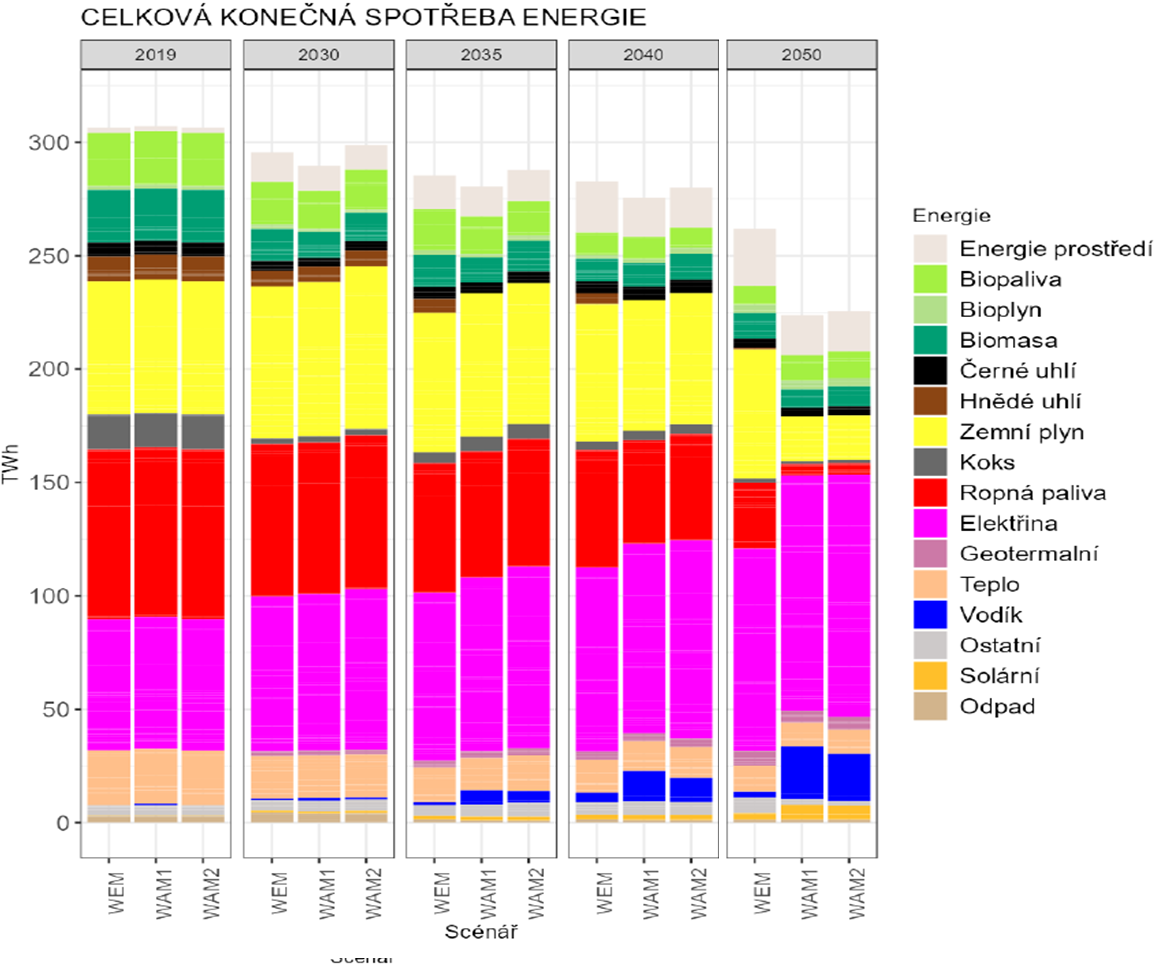 CELKOVÁ KONEČNÁ SPOTŘEBA ENERGIE
2019 2030 2035 2040 2050
300
250
200
150
100
50
0
TWh
WEM WAM1 WAM2 WEM WAM1 WAM2 WEM WAM1 WAM2 WEM WAM1 WAM2 WEM WAM1 WAM2
Scénář
Energie
Energie prostředí
Biopaliva
Bioplyn
Biomasa
Černé uhlí
Hnědé uhlí
Zemní plyn
Koks
Ropná paliva
Elektřina
Geotermalní
Teplo
Vodík
Ostatní
Solární
Odpad